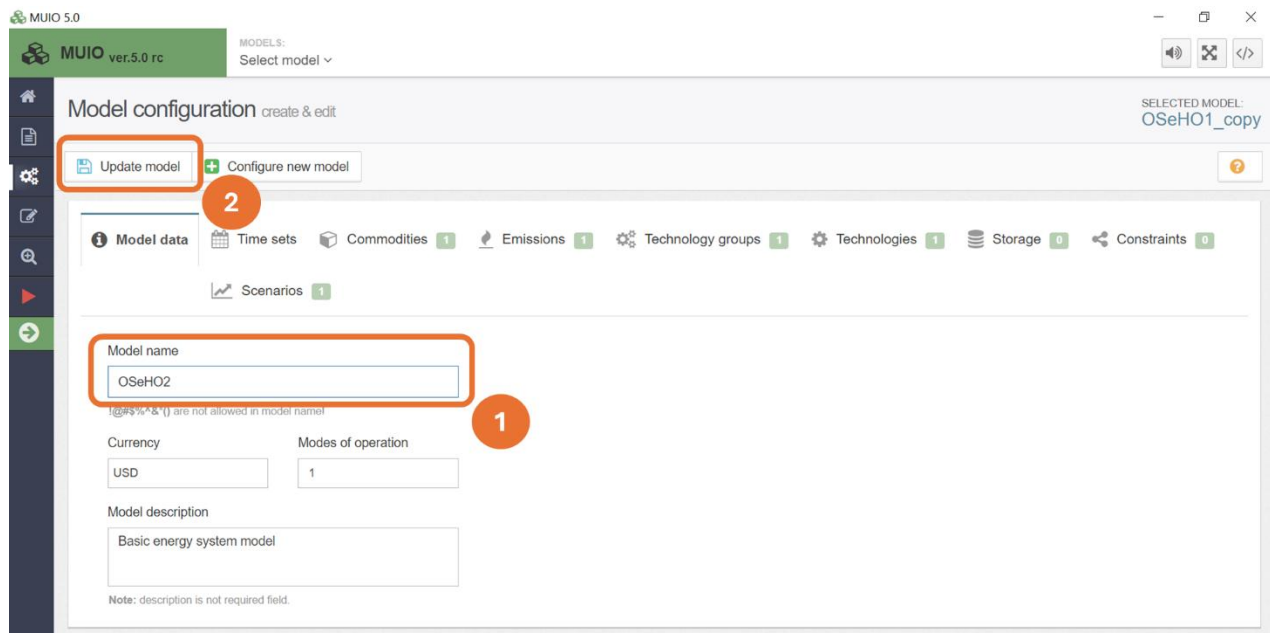 MUIO 5.0
MUIO ver.5.0 rc
MODELS:
Select model
</>
Model configuration create & edit
SELECTED MODEL:
OSeHO1_copy
Update model
Configure new model
?
2
Model data
Time sets
Commodities 1
Emissions 1
Technology groups 1
Technologies 1
Storage 0
Constraints 0
Scenarios 1
Model name
OSeHO2
!@#$%^&*() are not allowed in model name!
1
Currency
Modes of operation
USD
1
Model description
Basic energy system model
Note: description is not required field.